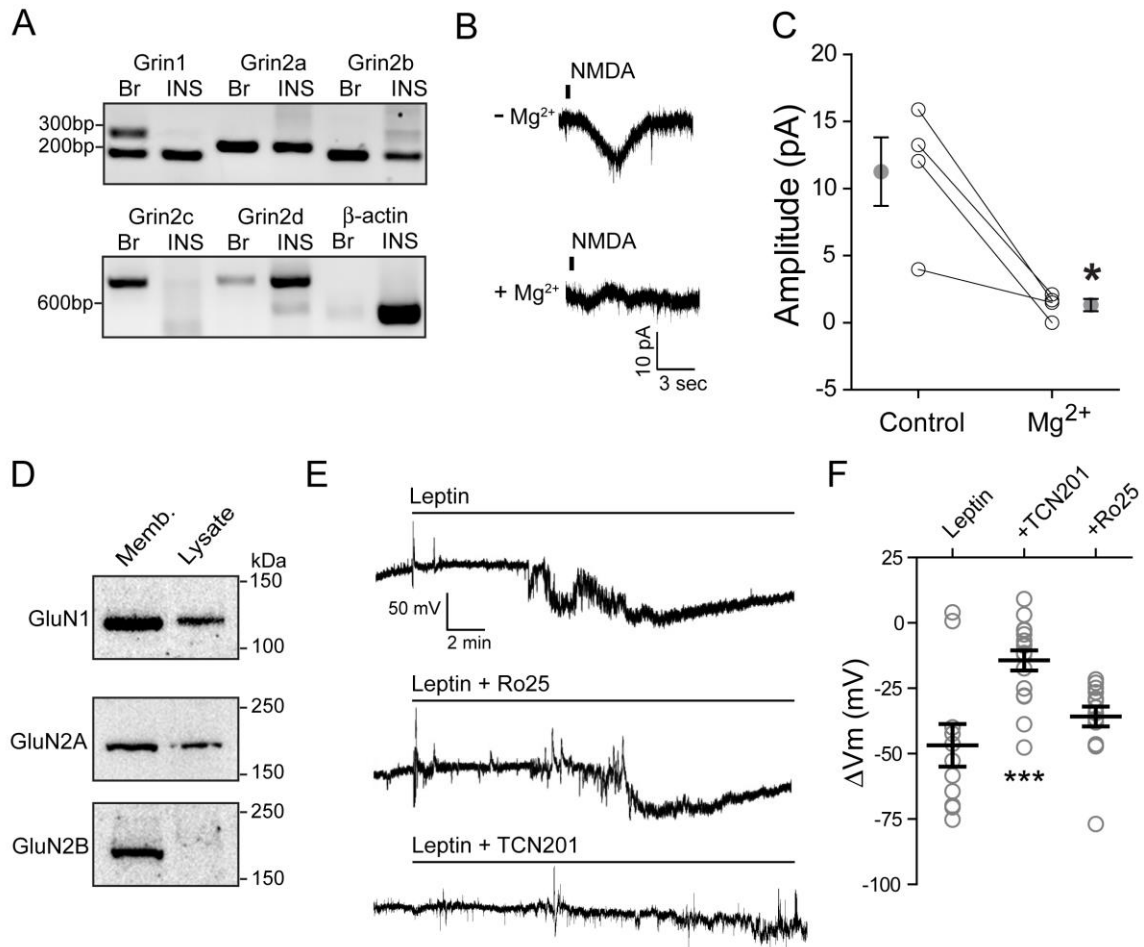 A
Grin1 Grin2a Grin2b
Br INS Br INS Br INS
300bp
200bp
Grin2c Grin2d β-actin
Br INS Br INS Br INS
600bp
B
NMDA
- Mg²⁺
NMDA
+ Mg²⁺
10 pA
3 sec
C
Amplitude (pA)
20
15
10
5
0
-5
*
Control Mg²⁺
D
Memb. Lysate
kDa
GluN1
150
100
GluN2A
250
150
GluN2B
250
150
E
Leptin
50 mV
2 min
Leptin + Ro25
Leptin + TCN201
F
Leptin +TCN201 +Ro25
ΔVm (mV)
25
0
-25
-50
-75
-100
***